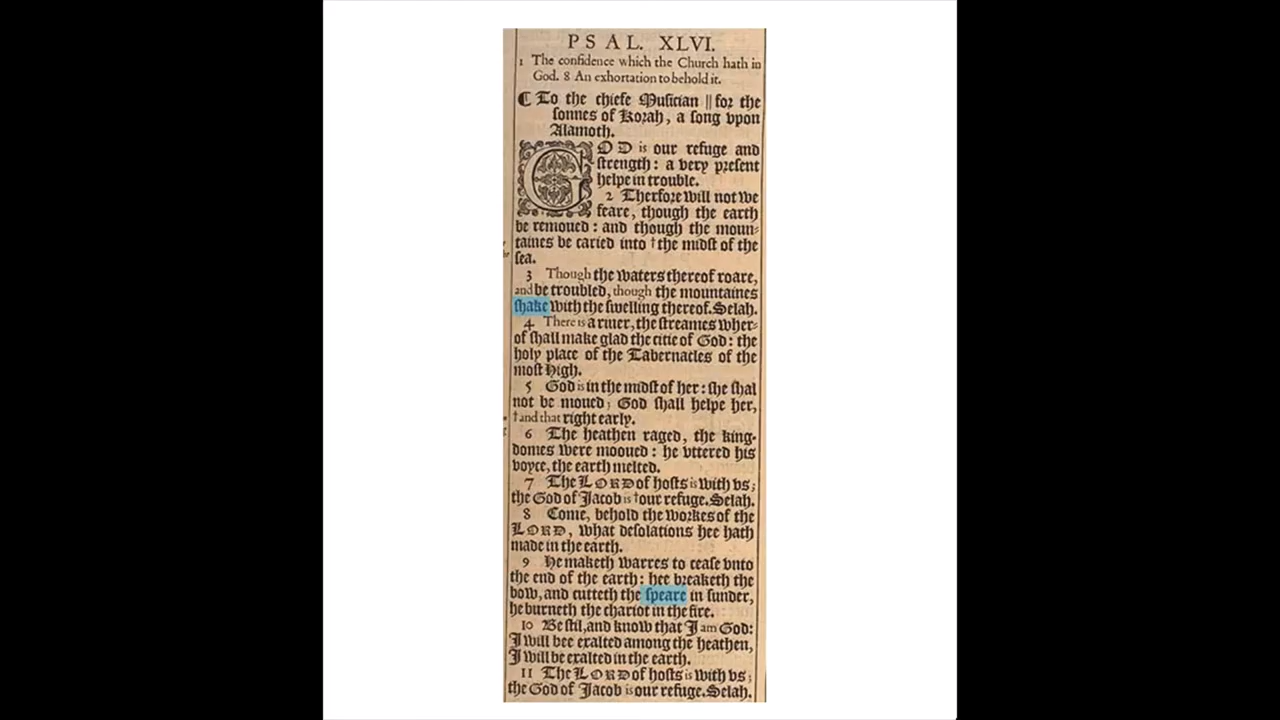 PSAL. XLVI.
1 The confidence which the Church hath in
God. 8 An exhortation to behold it.
¶ To the chiefe Musician || for the
sonnes of Korah, a song vpon
Alamoth.
GOD is our refuge and
strength: a very present
helpe in trouble.
2 Therfore will not we
feare, though the earth
be remoued: and though the moun-
taines be caried into † the midst of the
sea.
3 Though the waters thereof roare,
and be troubled, though the mountaines
shake with the swelling thereof. Selah.
4 There is a riuer, the streames wher-
of shall make glad the citie of God: the
holy place of the Tabernacles of the
most High.
5 God is in the midst of her: she shal
not be moued; God shall helpe her,
† and that right early.
6 The heathen raged, the king-
domes were mooued: he vttered his
voyce, the earth melted.
7 The LORD of hosts is with vs;
the God of Jacob is † our refuge. Selah.
8 Come, behold the workes of the
LORD, what desolations hee hath
made in the earth.
9 He maketh warres to cease vnto
the end of the earth: hee breaketh the
bow, and cutteth the speare in sunder,
he burneth the chariot in the fire.
10 Be stil, and know that I am God:
I will bee exalted among the heathen,
I will be exalted in the earth.
11 The LORD of hosts is with vs;
the God of Jacob is our refuge. Selah.